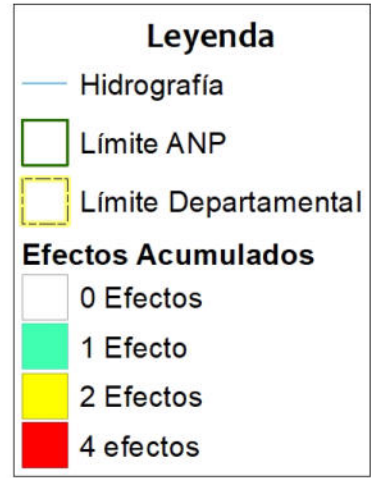 Leyenda
Hidrografía
Límite ANP
Límite Departamental
Efectos Acumulados
0 Efectos
1 Efecto
2 Efectos
4 efectos